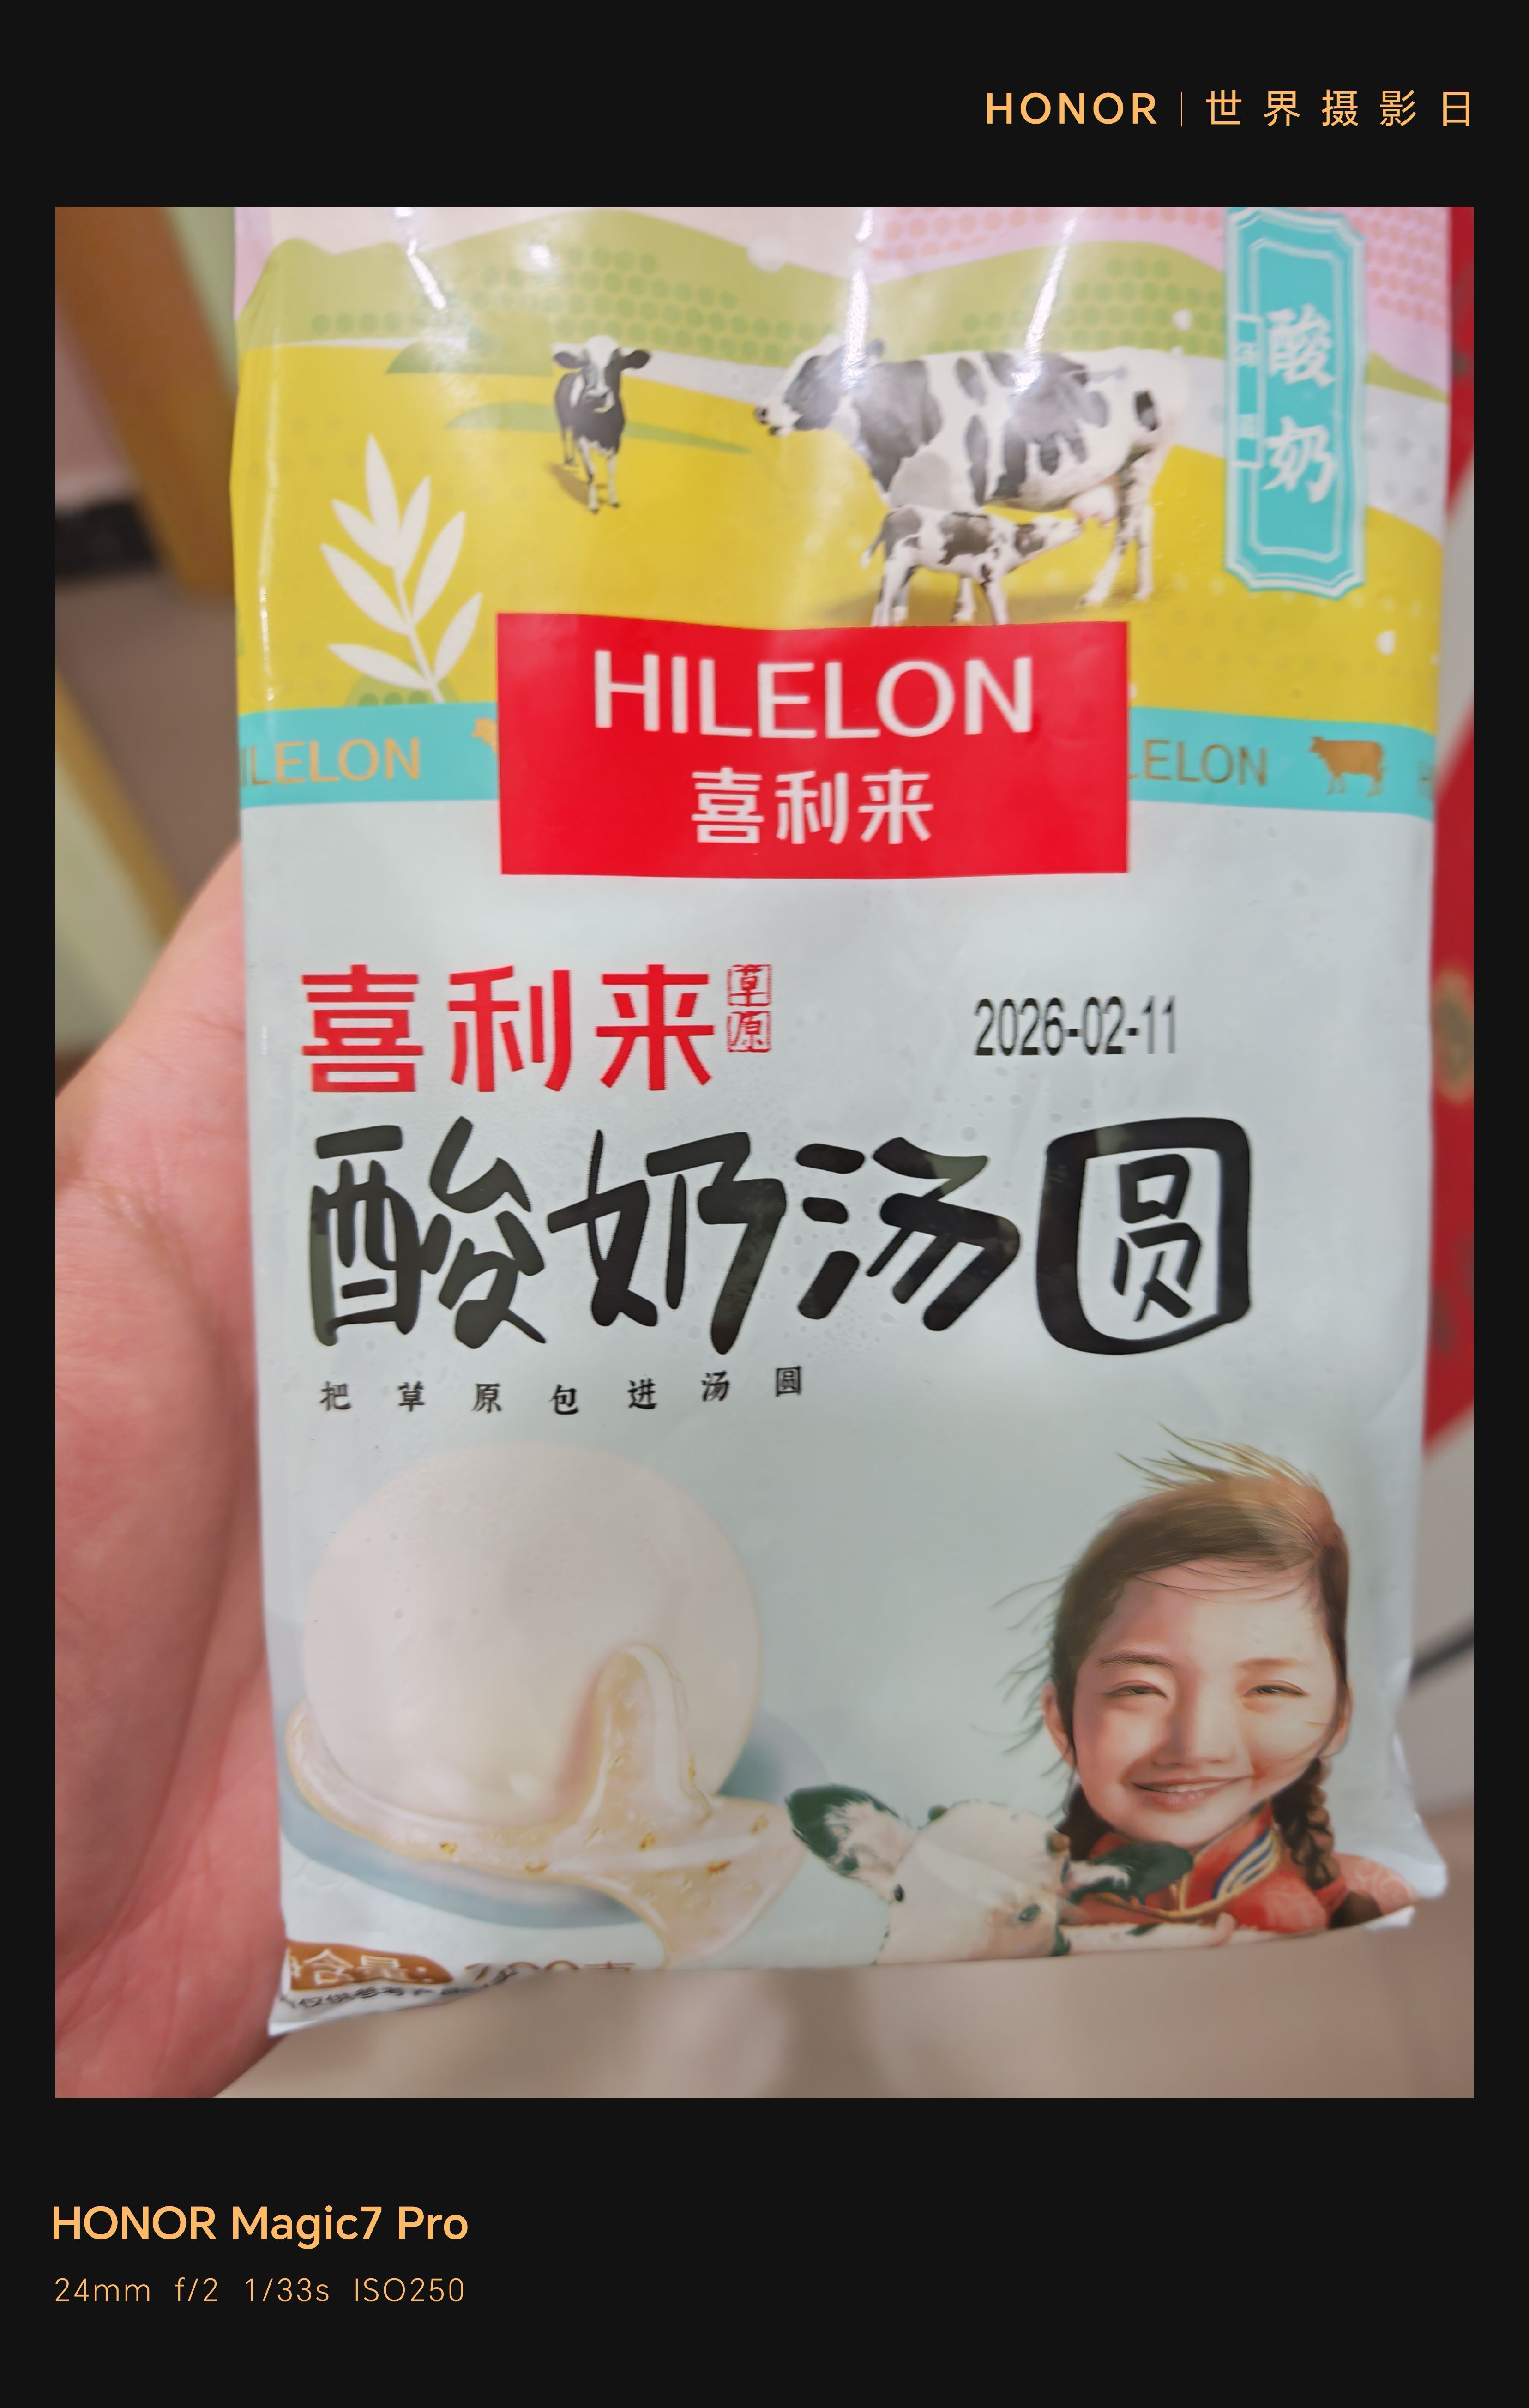 HONOR | 世界摄影日
酸奶
HILELON
喜利来
ILELON
LELON
喜利来 草原
2026-02-11
酸奶汤圆
把草原包进汤圆
含量:
HONOR Magic7 Pro
24mm f/2 1/33s ISO250